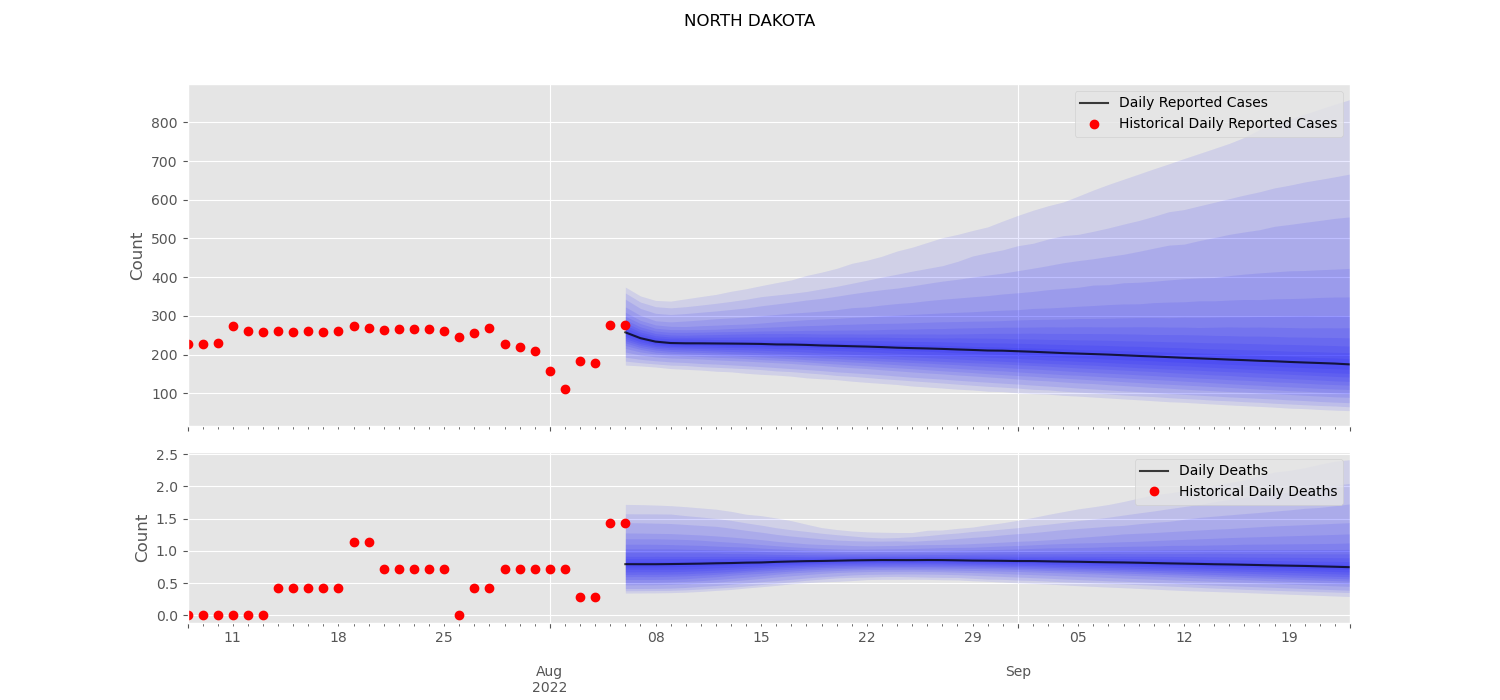 NORTH DAKOTA
Daily Reported Cases
Historical Daily Reported Cases
800
700
600
500
400
300
200
100
Count
Daily Deaths
Historical Daily Deaths
2.5
2.0
1.5
1.0
0.5
0.0
Count
11 18 25 08 15 22 29 05 12 19
Aug Sep
2022